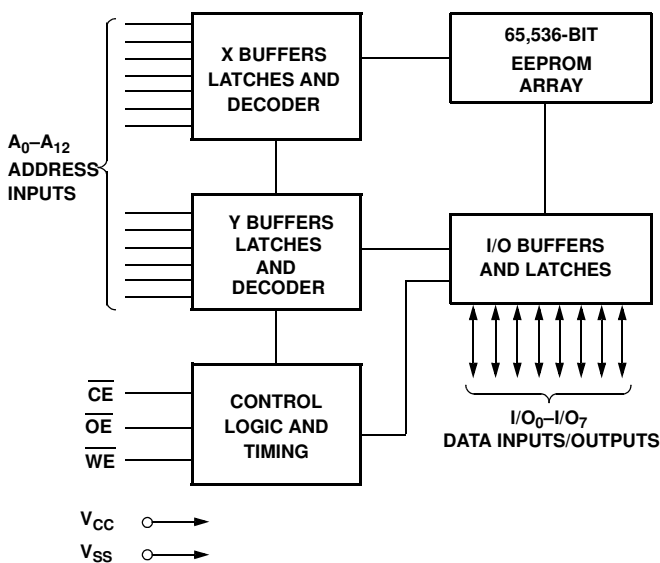 X BUFFERS
LATCHES AND
DECODER
65,536-BIT
EEPROM
ARRAY
A0–A12
ADDRESS
INPUTS
Y BUFFERS
LATCHES
AND
DECODER
I/O BUFFERS
AND LATCHES
CE
OE
WE
CONTROL
LOGIC AND
TIMING
I/O0–I/O7
DATA INPUTS/OUTPUTS
VCC
VSS